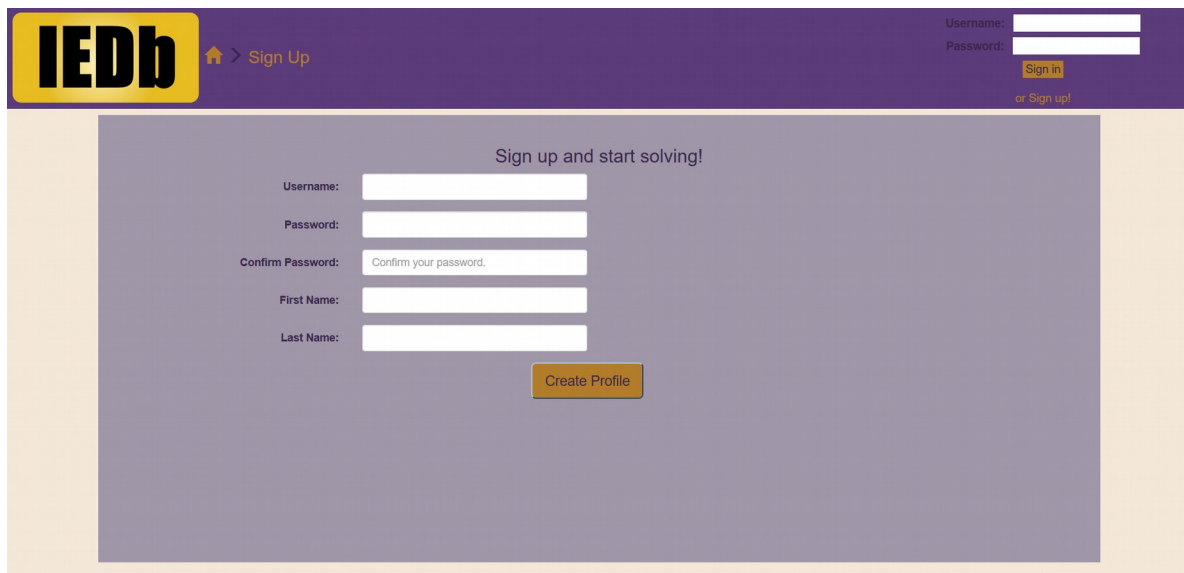 IEDb
> Sign Up
Username:
Password:
Sign in
or Sign up!
Sign up and start solving!
Username:
Password:
Confirm Password: Confirm your password.
First Name:
Last Name:
Create Profile